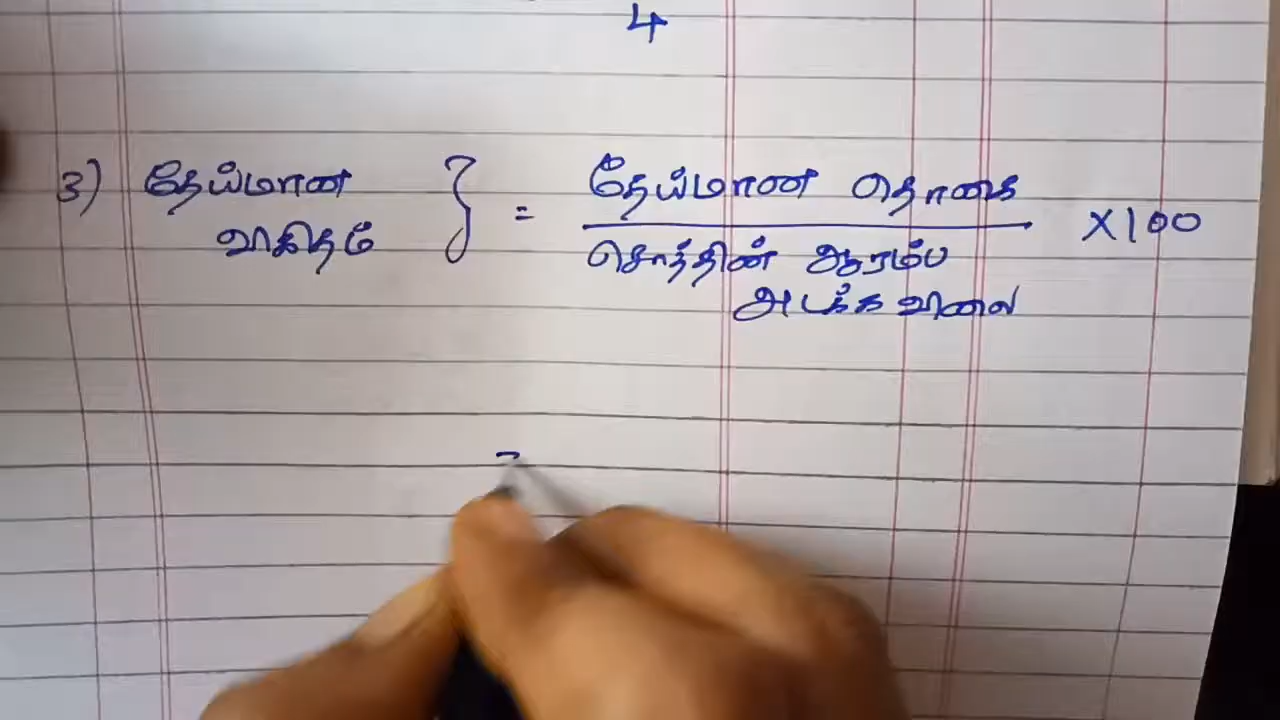 4
3) தேய்மான } = தேய்மான தொகை X100
விகிதம் சொத்தின் ஆரம்ப
அடக்க விலை
=